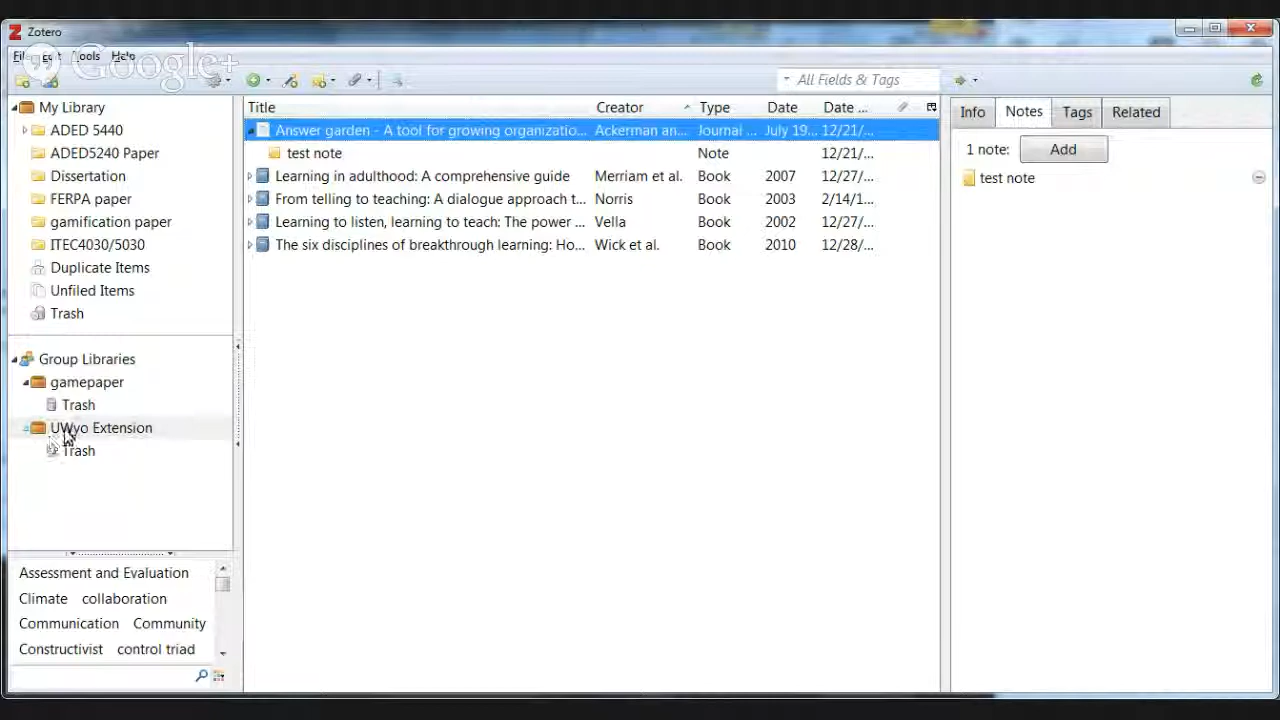 Zotero
File Edit Tools Help
Google+
All Fields & Tags
My Library
ADED 5440
ADED5240 Paper
Dissertation
FERPA paper
gamification paper
ITEC4030/5030
Duplicate Items
Unfiled Items
Trash
Group Libraries
gamepaper
Trash
UWyo Extension
Trash
Assessment and Evaluation
Climate collaboration
Communication Community
Constructivist control triad
Title Creator Type Date Date ...
Answer garden - A tool for growing organizatio... Ackerman an... Journal ... July 19... 12/21/...
test note Note 12/21/...
Learning in adulthood: A comprehensive guide Merriam et al. Book 2007 12/27/...
From telling to teaching: A dialogue approach t... Norris Book 2003 2/14/1...
Learning to listen, learning to teach: The power ... Vella Book 2002 12/27/...
The six disciplines of breakthrough learning: Ho... Wick et al. Book 2010 12/28/...
Info Notes Tags Related
1 note: Add
test note